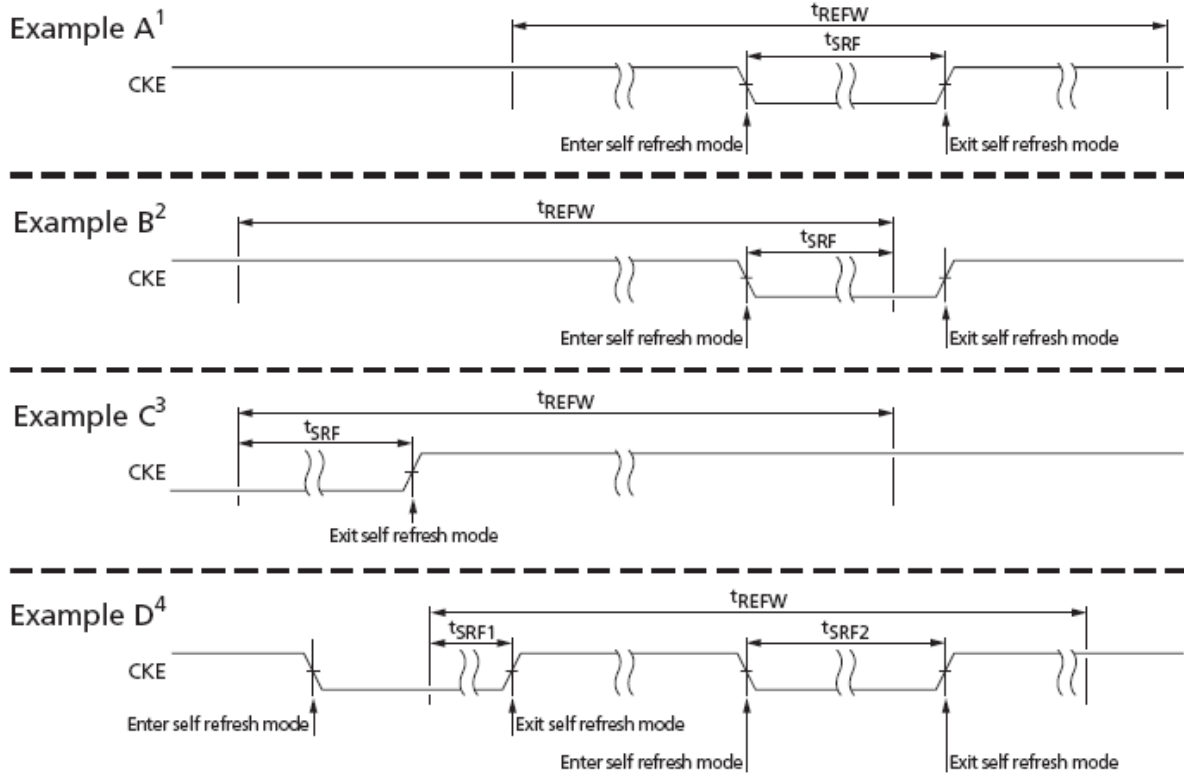 Example A¹
tREFW
tSRF
CKE
Enter self refresh mode
Exit self refresh mode
Example B²
tREFW
tSRF
CKE
Enter self refresh mode
Exit self refresh mode
Example C³
tREFW
tSRF
CKE
Exit self refresh mode
Example D⁴
tREFW
tSRF1
tSRF2
CKE
Enter self refresh mode
Exit self refresh mode
Enter self refresh mode
Exit self refresh mode